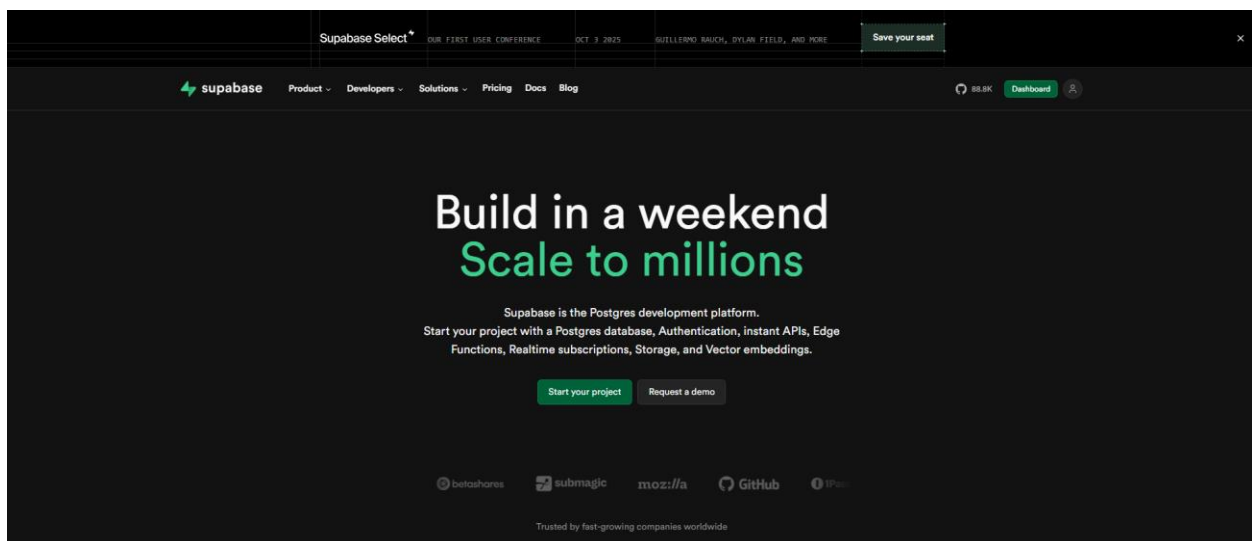 Supabase Select OUR FIRST USER CONFERENCE OCT 3 2025 GUILLERMO RAUCH, DYLAN FIELD, AND MORE Save your seat
supabase Product Developers Solutions Pricing Docs Blog 88.8K Dashboard
Build in a weekend
Scale to millions
Supabase is the Postgres development platform.
Start your project with a Postgres database, Authentication, instant APIs, Edge
Functions, Realtime subscriptions, Storage, and Vector embeddings.
Start your project Request a demo
betashares submagic moz://a GitHub
Trusted by fast-growing companies worldwide